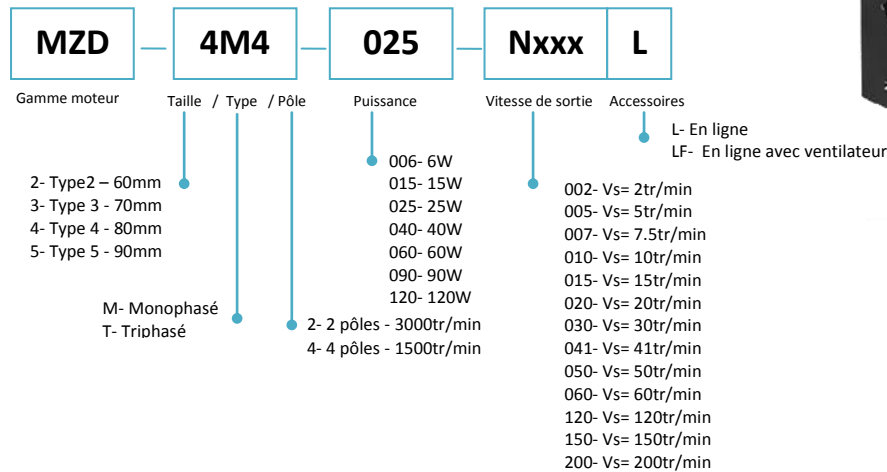 MZD 4M4 025 Nxxx L
Gamme moteur Taille / Type / Pôle Puissance Vitesse de sortie Accessoires
L- En ligne
LF- En ligne avec ventilateur
2- Type2 – 60mm
3- Type 3 - 70mm
4- Type 4 - 80mm
5- Type 5 - 90mm
M- Monophasé
T- Triphasé
2- 2 pôles - 3000tr/min
4- 4 pôles - 1500tr/min
006- 6W
015- 15W
025- 25W
040- 40W
060- 60W
090- 90W
120- 120W
002- Vs= 2tr/min
005- Vs= 5tr/min
007- Vs= 7.5tr/min
010- Vs= 10tr/min
015- Vs= 15tr/min
020- Vs= 20tr/min
030- Vs= 30tr/min
041- Vs= 41tr/min
050- Vs= 50tr/min
060- Vs= 60tr/min
120- Vs= 120tr/min
150- Vs= 150tr/min
200- Vs= 200tr/min